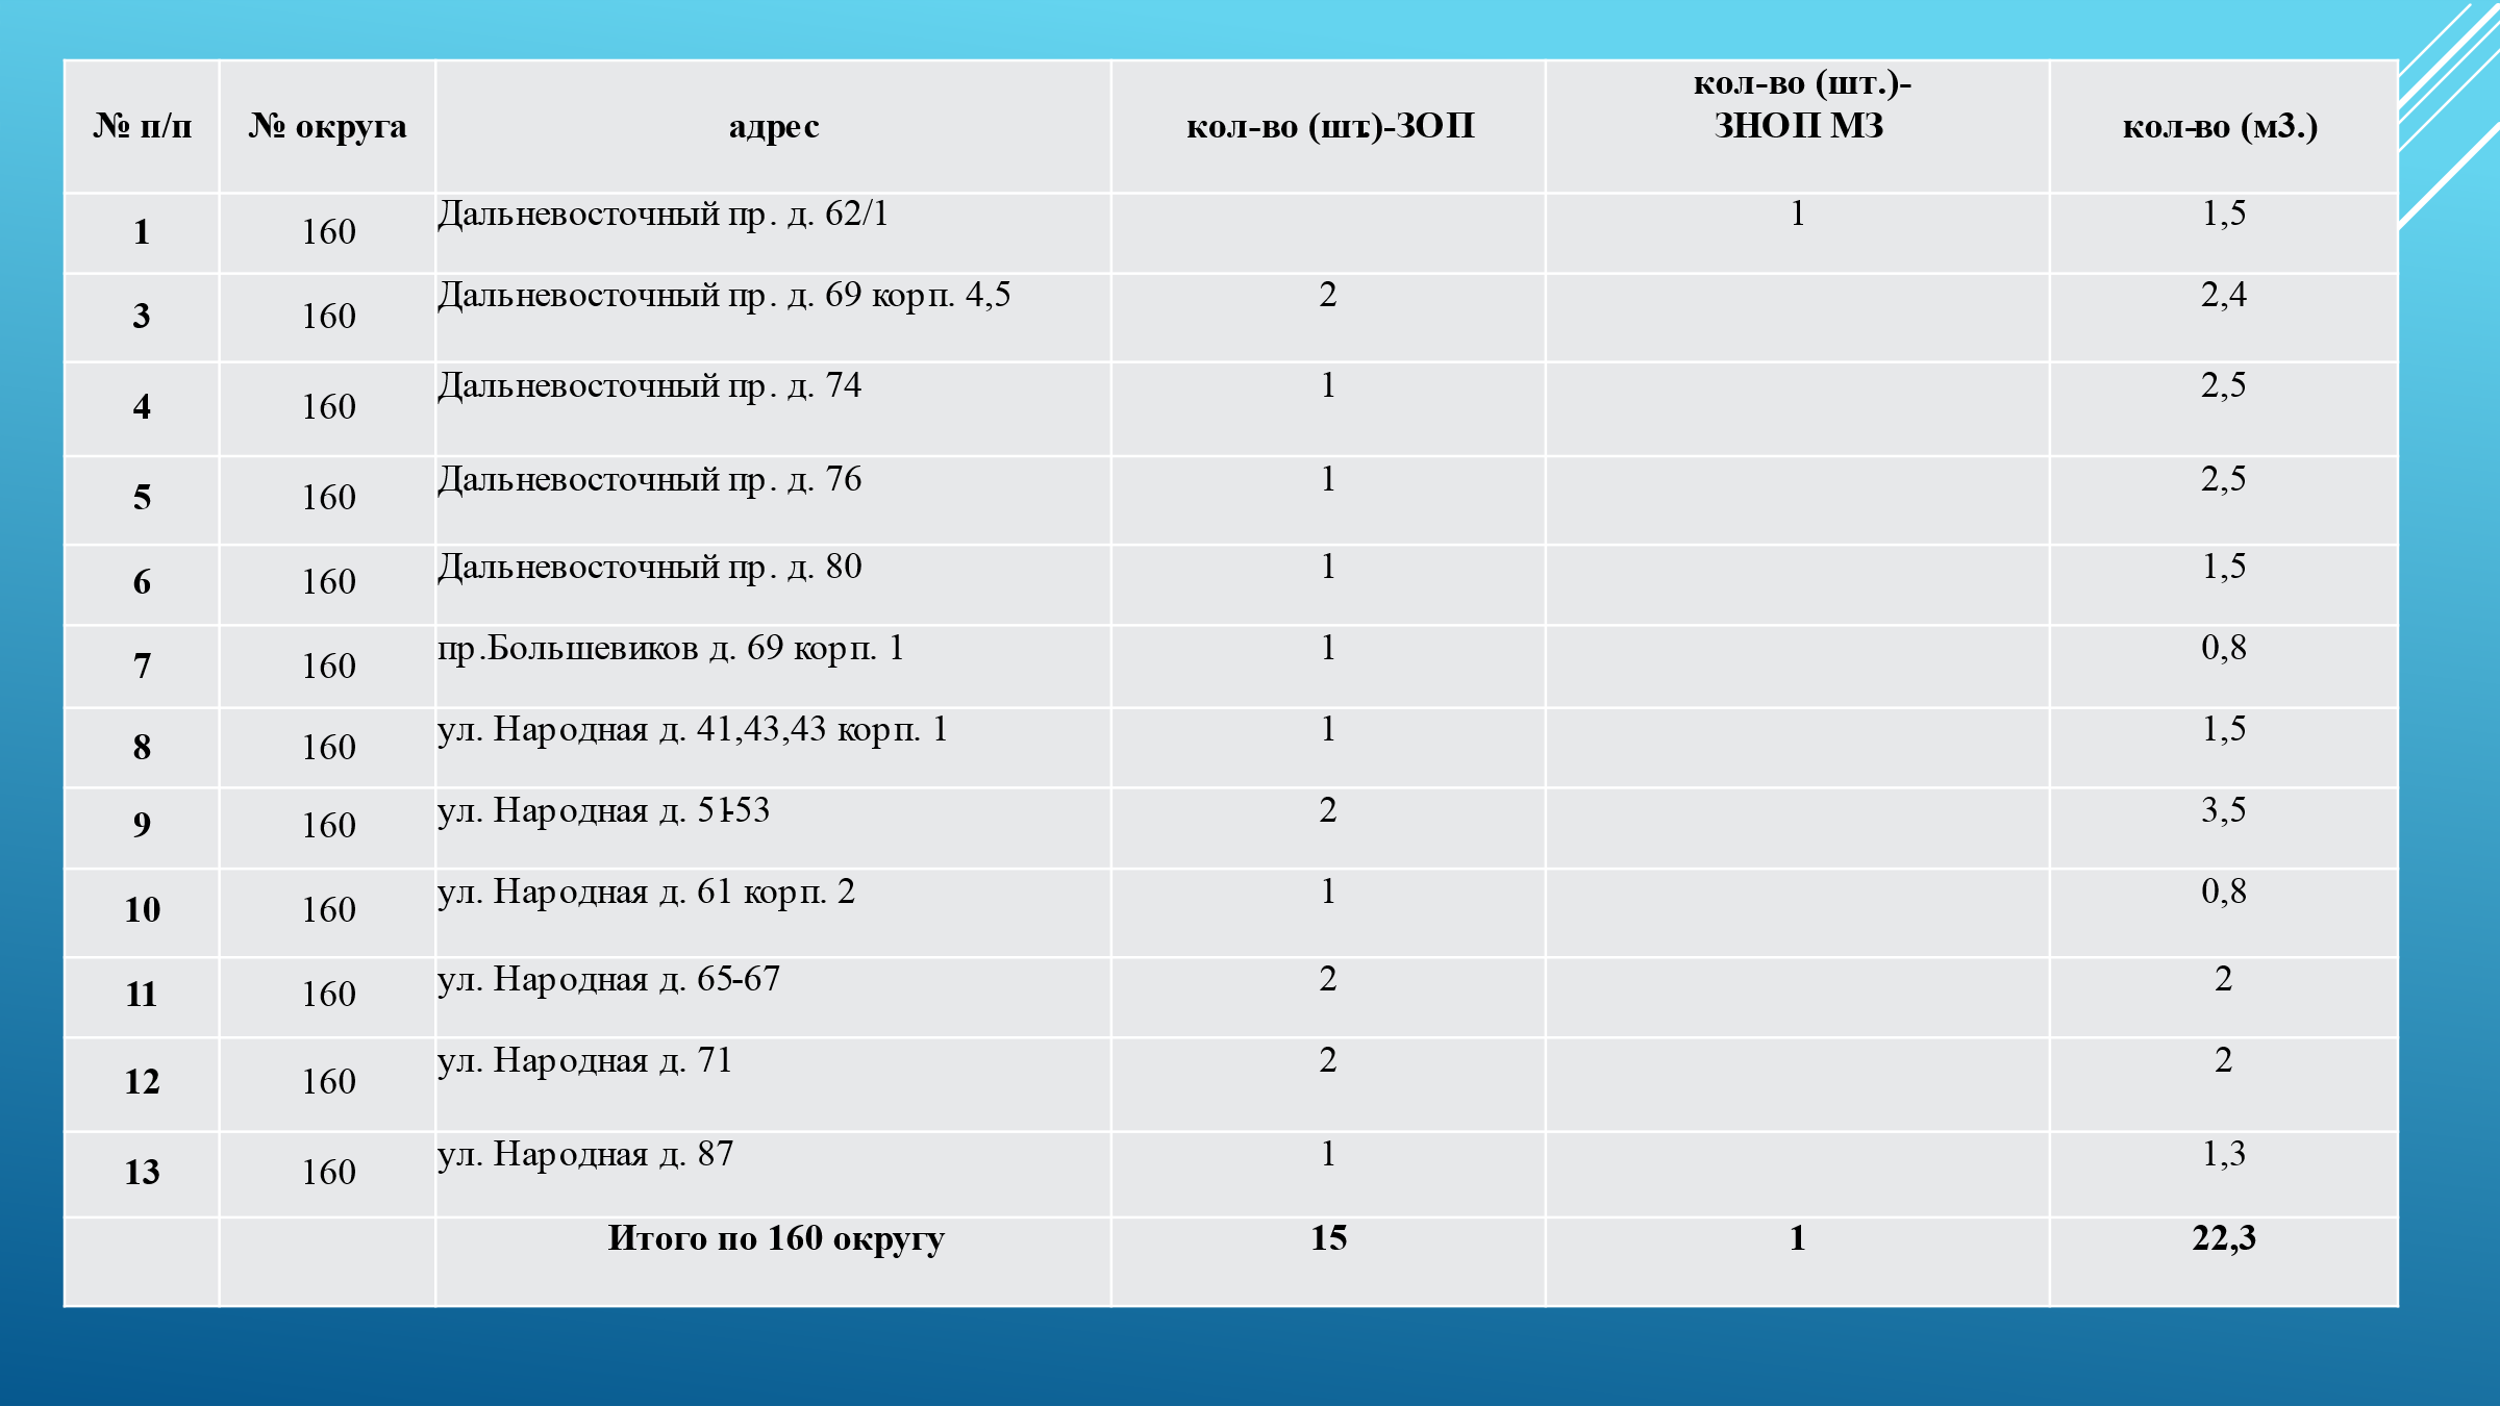 № п/п № округа адрес кол-во (шт.)-ЗОП кол-во (шт.)-
ЗНОП МЗ кол-во (м3.)
1 160 Дальневосточный пр. д. 62/1 1 1,5
3 160 Дальневосточный пр. д. 69 корп. 4,5 2 2,4
4 160 Дальневосточный пр. д. 74 1 2,5
5 160 Дальневосточный пр. д. 76 1 2,5
6 160 Дальневосточный пр. д. 80 1 1,5
7 160 пр.Большевиков д. 69 корп. 1 1 0,8
8 160 ул. Народная д. 41,43,43 корп. 1 1 1,5
9 160 ул. Народная д. 51-53 2 3,5
10 160 ул. Народная д. 61 корп. 2 1 0,8
11 160 ул. Народная д. 65-67 2 2
12 160 ул. Народная д. 71 2 2
13 160 ул. Народная д. 87 1 1,3
Итого по 160 округу 15 1 22,3